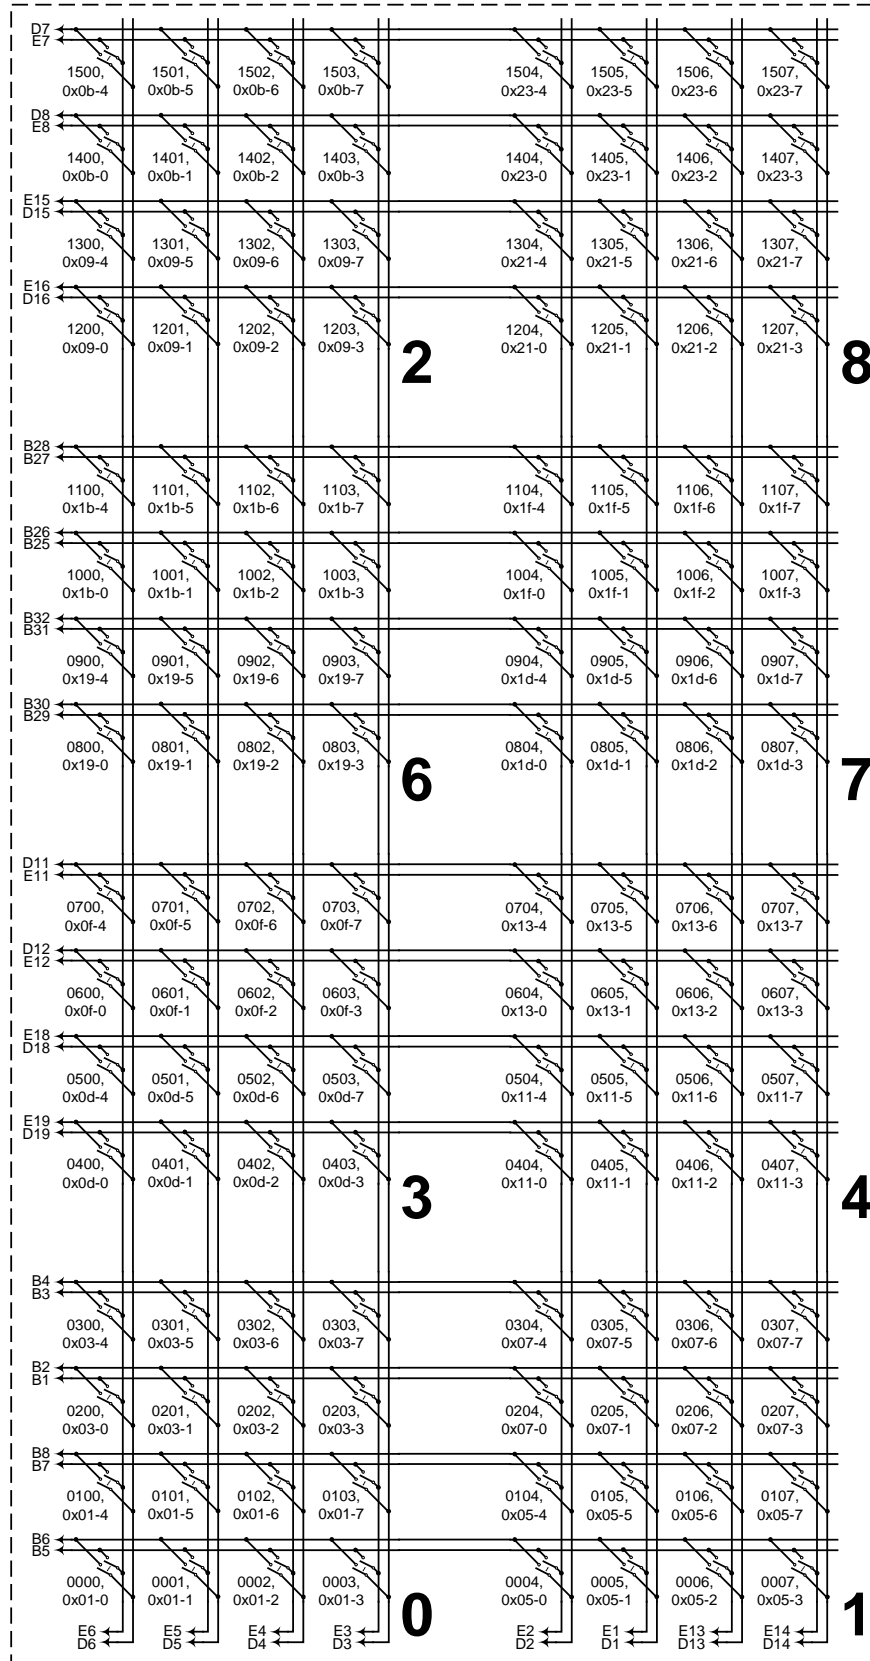 D7
E7
1500, 1501, 1502, 1503, 1504, 1505, 1506, 1507,
0x0b-4 0x0b-5 0x0b-6 0x0b-7 0x23-4 0x23-5 0x23-6 0x23-7
D8
E8
1400, 1401, 1402, 1403, 1404, 1405, 1406, 1407,
0x0b-0 0x0b-1 0x0b-2 0x0b-3 0x23-0 0x23-1 0x23-2 0x23-3
E15
D15
1300, 1301, 1302, 1303, 1304, 1305, 1306, 1307,
0x09-4 0x09-5 0x09-6 0x09-7 0x21-4 0x21-5 0x21-6 0x21-7
E16
D16
1200, 1201, 1202, 1203, 1204, 1205, 1206, 1207,
0x09-0 0x09-1 0x09-2 0x09-3 0x21-0 0x21-1 0x21-2 0x21-3
2 8
B28
B27
1100, 1101, 1102, 1103, 1104, 1105, 1106, 1107,
0x1b-4 0x1b-5 0x1b-6 0x1b-7 0x1f-4 0x1f-5 0x1f-6 0x1f-7
B26
B25
1000, 1001, 1002, 1003, 1004, 1005, 1006, 1007,
0x1b-0 0x1b-1 0x1b-2 0x1b-3 0x1f-0 0x1f-1 0x1f-2 0x1f-3
B32
B31
0900, 0901, 0902, 0903, 0904, 0905, 0906, 0907,
0x19-4 0x19-5 0x19-6 0x19-7 0x1d-4 0x1d-5 0x1d-6 0x1d-7
B30
B29
0800, 0801, 0802, 0803, 0804, 0805, 0806, 0807,
0x19-0 0x19-1 0x19-2 0x19-3 0x1d-0 0x1d-1 0x1d-2 0x1d-3
6 7
D11
E11
0700, 0701, 0702, 0703, 0704, 0705, 0706, 0707,
0x0f-4 0x0f-5 0x0f-6 0x0f-7 0x13-4 0x13-5 0x13-6 0x13-7
D12
E12
0600, 0601, 0602, 0603, 0604, 0605, 0606, 0607,
0x0f-0 0x0f-1 0x0f-2 0x0f-3 0x13-0 0x13-1 0x13-2 0x13-3
E18
D18
0500, 0501, 0502, 0503, 0504, 0505, 0506, 0507,
0x0d-4 0x0d-5 0x0d-6 0x0d-7 0x11-4 0x11-5 0x11-6 0x11-7
E19
D19
0400, 0401, 0402, 0403, 0404, 0405, 0406, 0407,
0x0d-0 0x0d-1 0x0d-2 0x0d-3 0x11-0 0x11-1 0x11-2 0x11-3
3 4
B4
B3
0300, 0301, 0302, 0303, 0304, 0305, 0306, 0307,
0x03-4 0x03-5 0x03-6 0x03-7 0x07-4 0x07-5 0x07-6 0x07-7
B2
B1
0200, 0201, 0202, 0203, 0204, 0205, 0206, 0207,
0x03-0 0x03-1 0x03-2 0x03-3 0x07-0 0x07-1 0x07-2 0x07-3
B8
B7
0100, 0101, 0102, 0103, 0104, 0105, 0106, 0107,
0x01-4 0x01-5 0x01-6 0x01-7 0x05-4 0x05-5 0x05-6 0x05-7
B6
B5
0000, 0001, 0002, 0003, 0004, 0005, 0006, 0007,
0x01-0 0x01-1 0x01-2 0x01-3 0x05-0 0x05-1 0x05-2 0x05-3
0 1
E6 E5 E4 E3 E2 E1 E13 E14
D6 D5 D4 D3 D2 D1 D13 D14